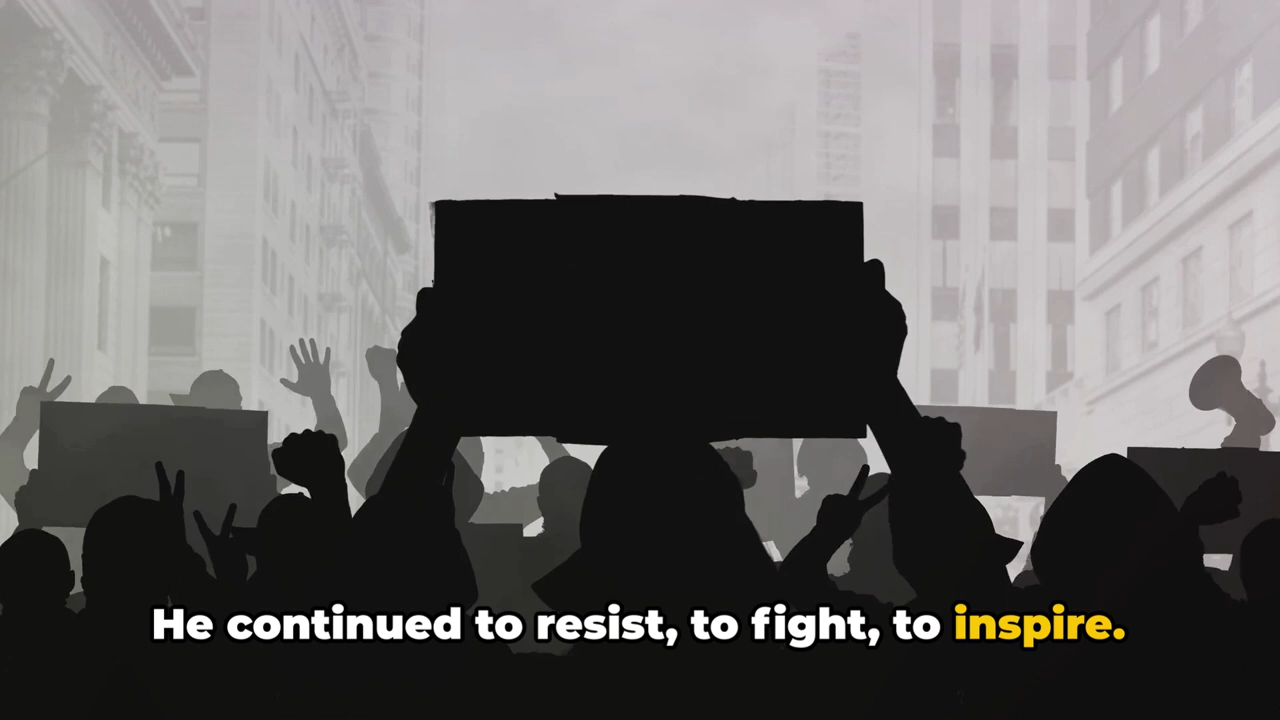 He continued to resist, to fight, to inspire.